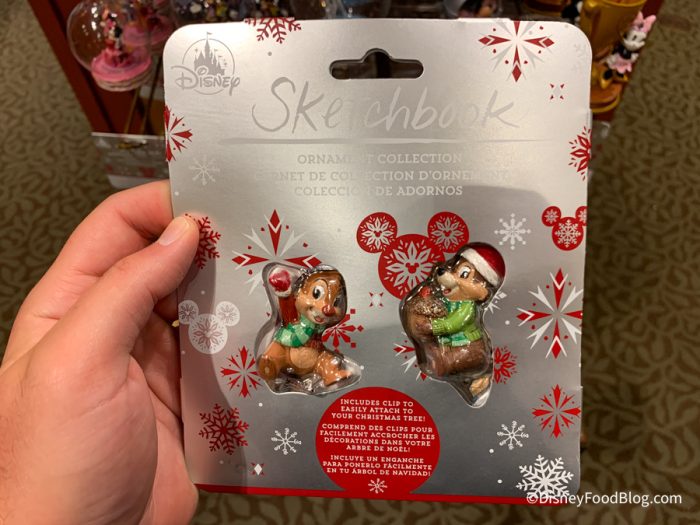 Disney
Sketchbook
ORNAMENT COLLECTION
CARNET DE COLLECTION D'ORNEMENTS
COLECCIÓN DE ADORNOS
INCLUDES CLIP TO
EASILY ATTACH TO
YOUR CHRISTMAS TREE!
COMPREND DES CLIPS POUR
FACILEMENT ACCROCHER LES
DÉCORATIONS DANS VOTRE
ARBRE DE NOËL!
INCLUYE UN ENGANCHE
PARA PONERLO FÁCILMENTE
EN TU ÁRBOL DE NAVIDAD!
©DisneyFoodBlog.com